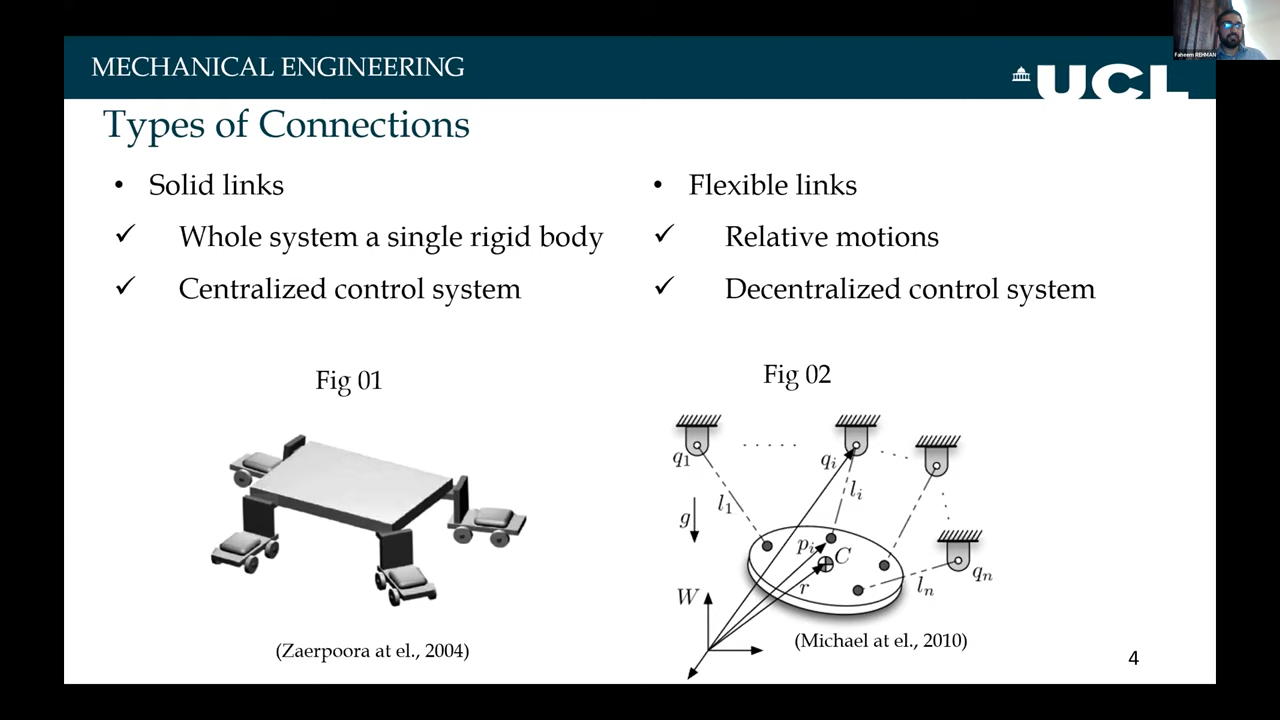 MECHANICAL ENGINEERING
UCL
Faheem REHMAN
Types of Connections
• Solid links
✓ Whole system a single rigid body
✓ Centralized control system
• Flexible links
✓ Relative motions
✓ Decentralized control system
Fig 01
(Zaerpoora at el., 2004)
Fig 02
q1
qi
l1
li
g
pi
C
r
ln
qn
W
(Michael at el., 2010)
4